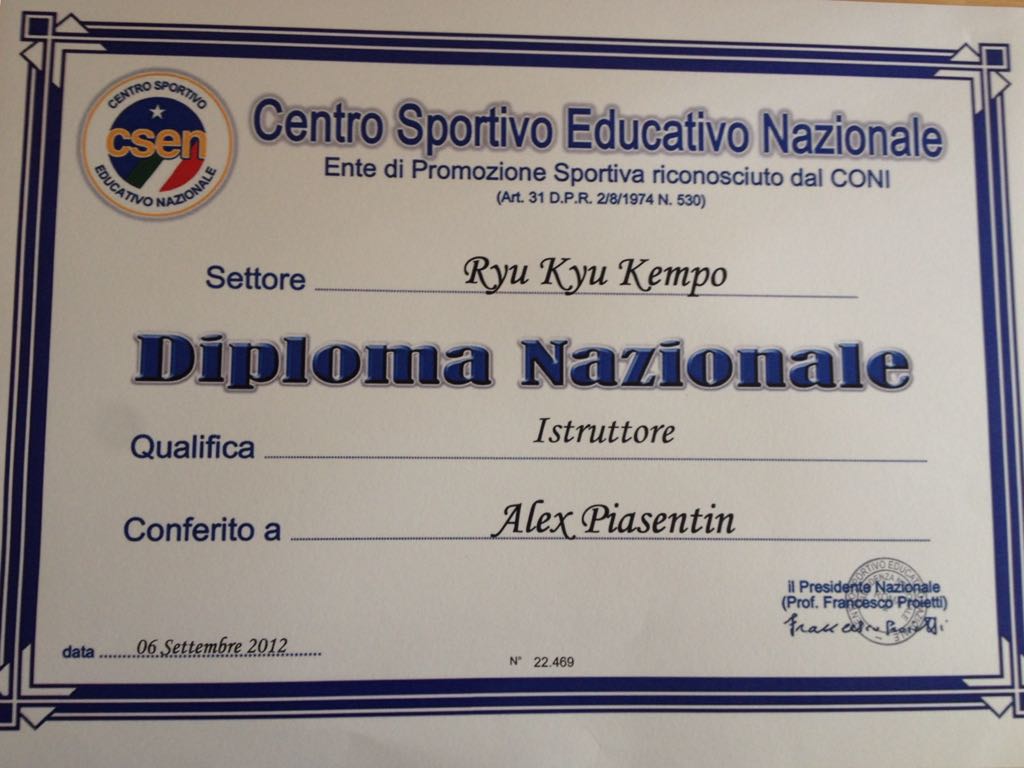 CENTRO SPORTIVO
csen
EDUCATIVO NAZIONALE
Centro Sportivo Educativo Nazionale
Ente di Promozione Sportiva riconosciuto dal CONI
(Art. 31 D.P.R. 2/8/1974 N. 530)
Settore Ryu Kyu Kempo
Diploma Nazionale
Qualifica Istruttore
Conferito a Alex Piasentin
il Presidente Nazionale
(Prof. Francesco Proietti)
Francesco Proietti
data 06 Settembre 2012
N° 22.469